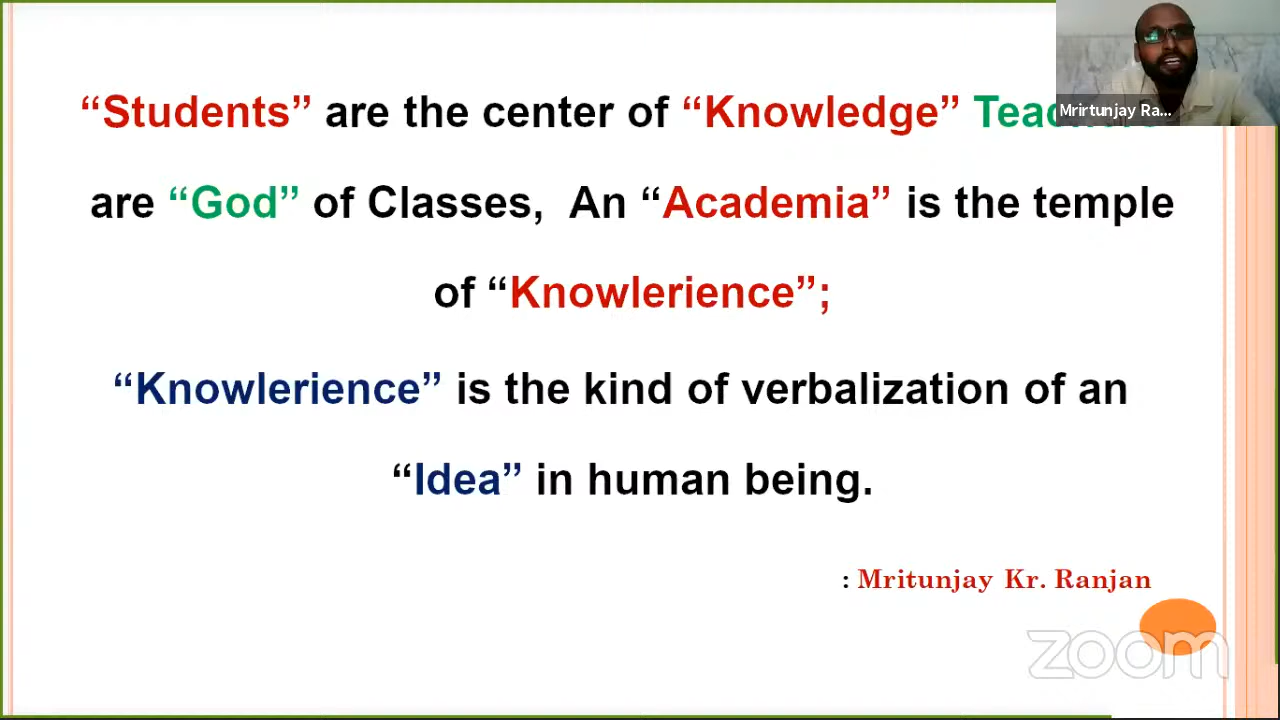 “Students” are the center of “Knowledge”
are “God” of Classes, An “Academia” is the temple
of “Knowlerience”;
“Knowlerience” is the kind of verbalization of an
“Idea” in human being.
: Mritunjay Kr. Ranjan
Mrirtunjay Ra...
zoom